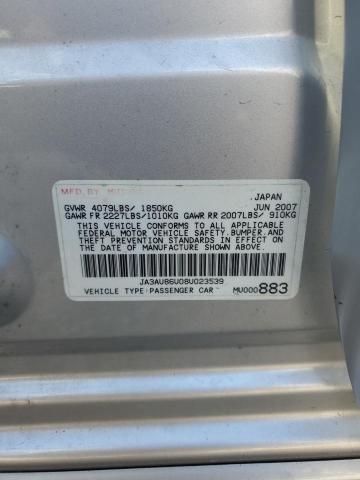 MFD. BY
JAPAN
GVWR 4079LBS/ 1850KG JUN 2007
GAWR FR 2227LBS/1010KG GAWR RR 2007LBS/ 910KG
THIS VEHICLE CONFORMS TO ALL APPLICABLE
FEDERAL MOTOR VEHICLE SAFETY, BUMPER, AND
THEFT PREVENTION STANDARDS IN EFFECT ON THE
DATE OF MANUFACTURE SHOWN ABOVE.
JA3AU86U08U023539
VEHICLE TYPE:PASSENGER CAR MU000883